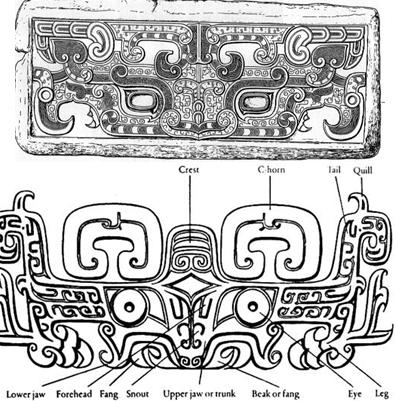 Crest C-horn Tail Quill
Lower jaw Forehead Fang Snout Upper jaw or trunk Beak or fang Eye Leg